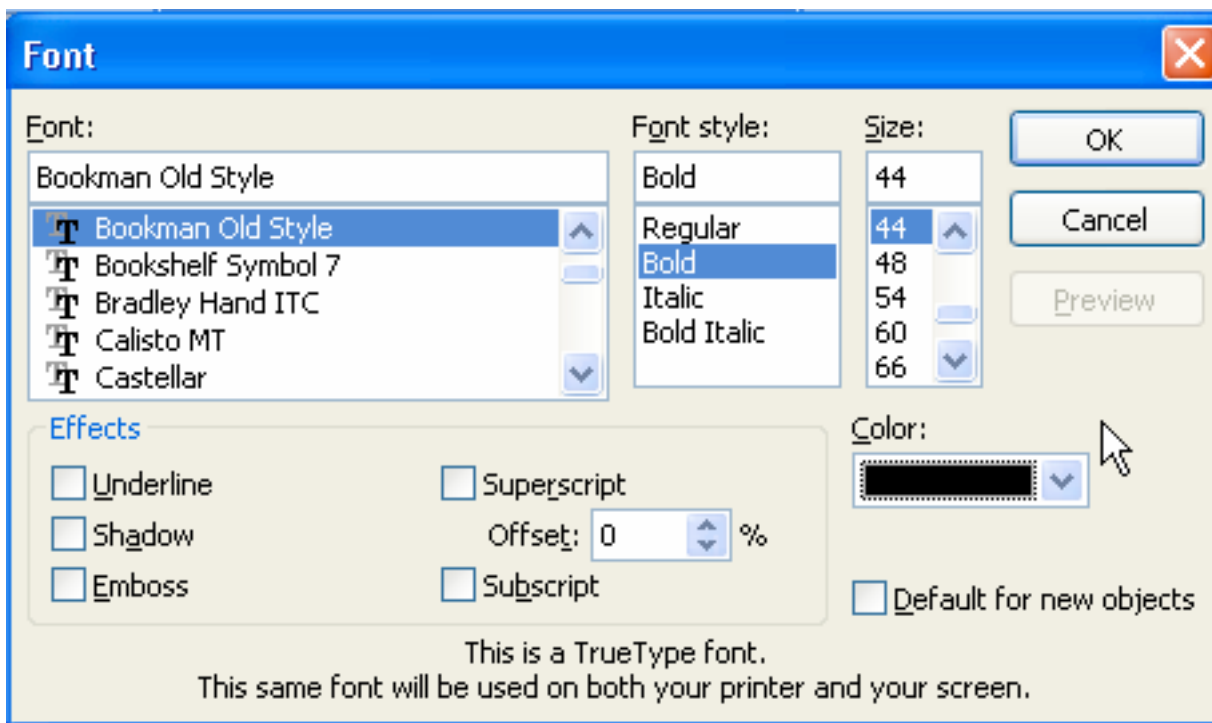 Font
Font: Font style: Size:
Bookman Old Style Bold 44 OK
Bookman Old Style Regular 44 Cancel
Bookshelf Symbol 7 Bold 48
Bradley Hand ITC Italic 54 Preview
Calisto MT Bold Italic 60
Castellar 66
Effects Color:
Underline Superscript
Shadow Offset: 0 %
Emboss Subscript Default for new objects
This is a TrueType font.
This same font will be used on both your printer and your screen.